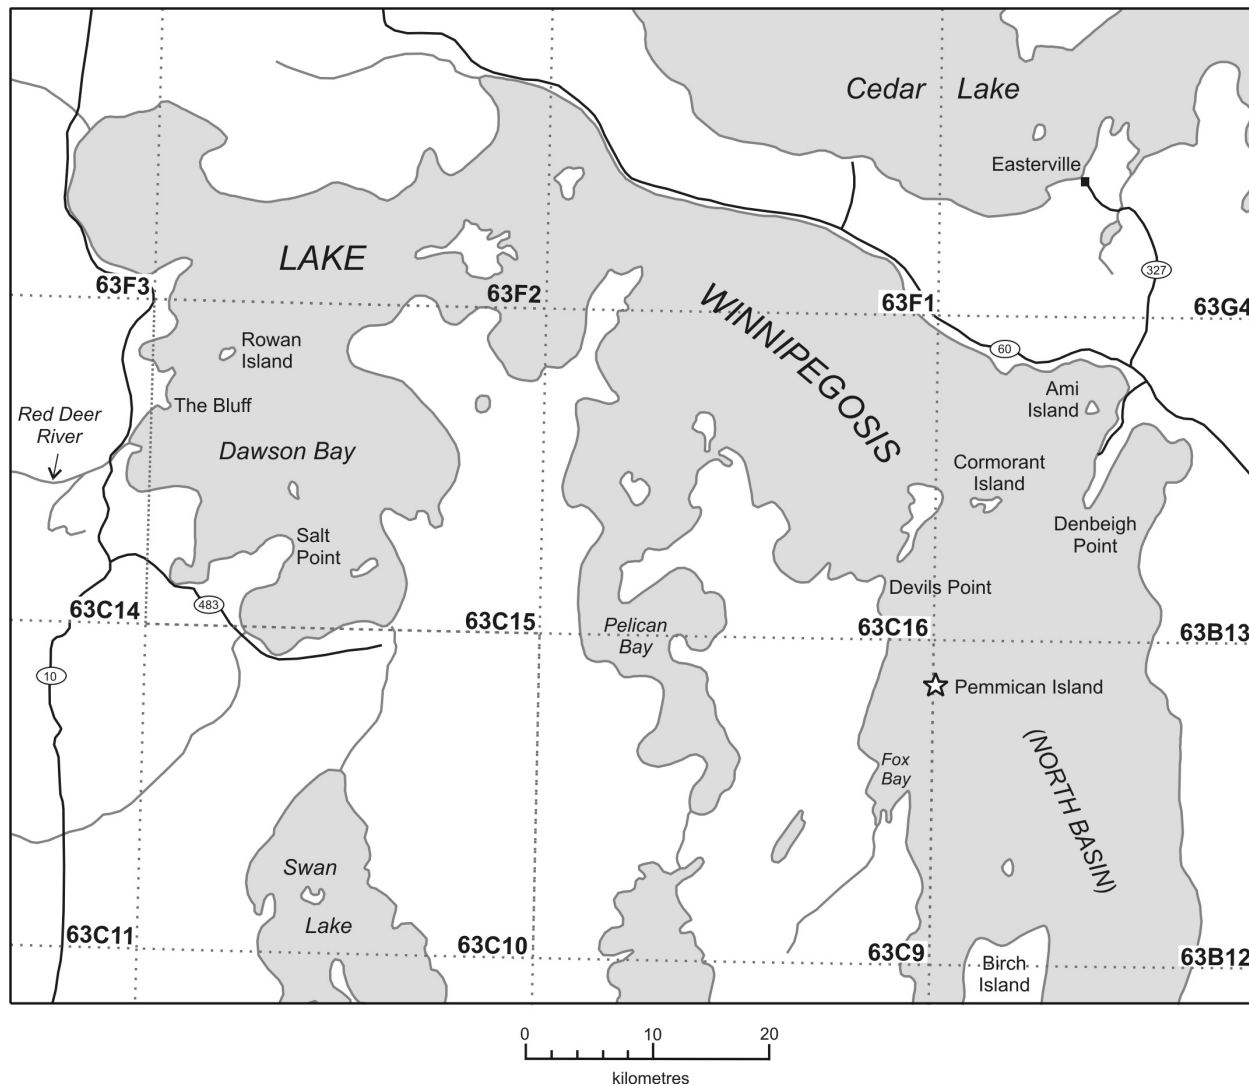 Cedar Lake
Easterville
327
LAKE
63F3
63F2
63F1
63G4
WINNIPEGOSIS
Rowan
Island
60
Ami
Island
The Bluff
Red Deer
River
Dawson Bay
Cormorant
Island
Denbeigh
Point
Salt
Point
Devils Point
483
63C14
63C15
Pelican
Bay
63C16
63B13
10
Pemmican Island
(NORTH BASIN)
Fox
Bay
Swan
Lake
63C11
63C10
63C9
63B12
Birch
Island
0 10 20
kilometres